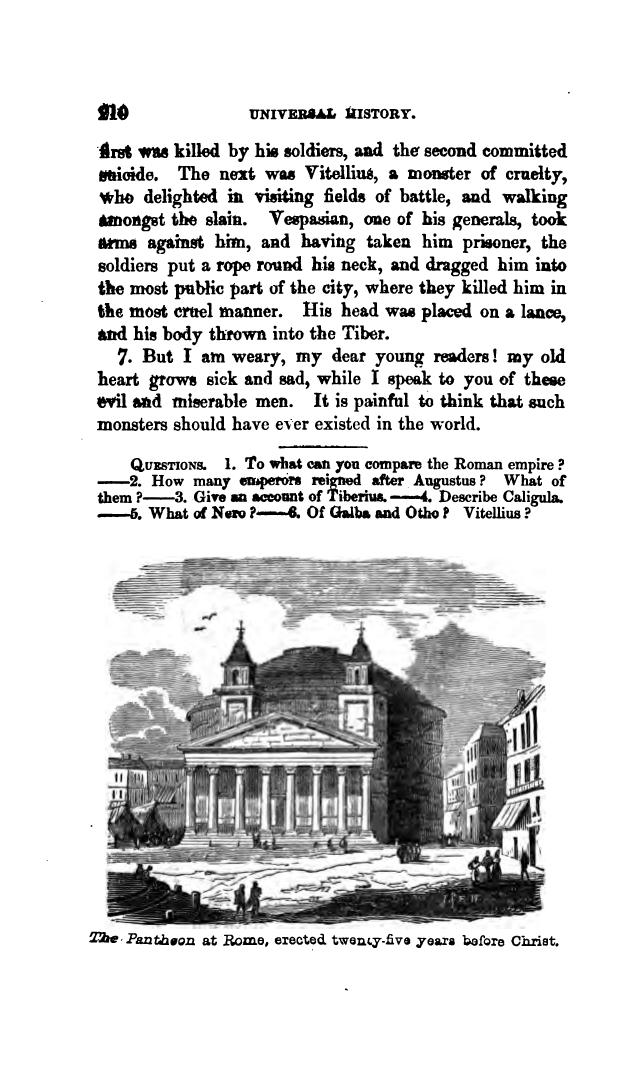 210 UNIVERSAL HISTORY.
first was killed by his soldiers, and the second committed
suicide. The next was Vitellius, a monster of cruelty,
who delighted in visiting fields of battle, and walking
amongst the slain. Vespasian, one of his generals, took
arms against him, and having taken him prisoner, the
soldiers put a rope round his neck, and dragged him into
the most public part of the city, where they killed him in
the most cruel manner. His head was placed on a lance,
and his body thrown into the Tiber.
7. But I am weary, my dear young readers! my old
heart grows sick and sad, while I speak to you of these
evil and miserable men. It is painful to think that such
monsters should have ever existed in the world.
QUESTIONS. 1. To what can you compare the Roman empire?
——2. How many emperors reigned after Augustus? What of
them?——3. Give an account of Tiberius.——4. Describe Caligula.
——5. What of Nero?——6. Of Galba and Otho? Vitellius?
The Pantheon at Rome, erected twenty-five years before Christ.